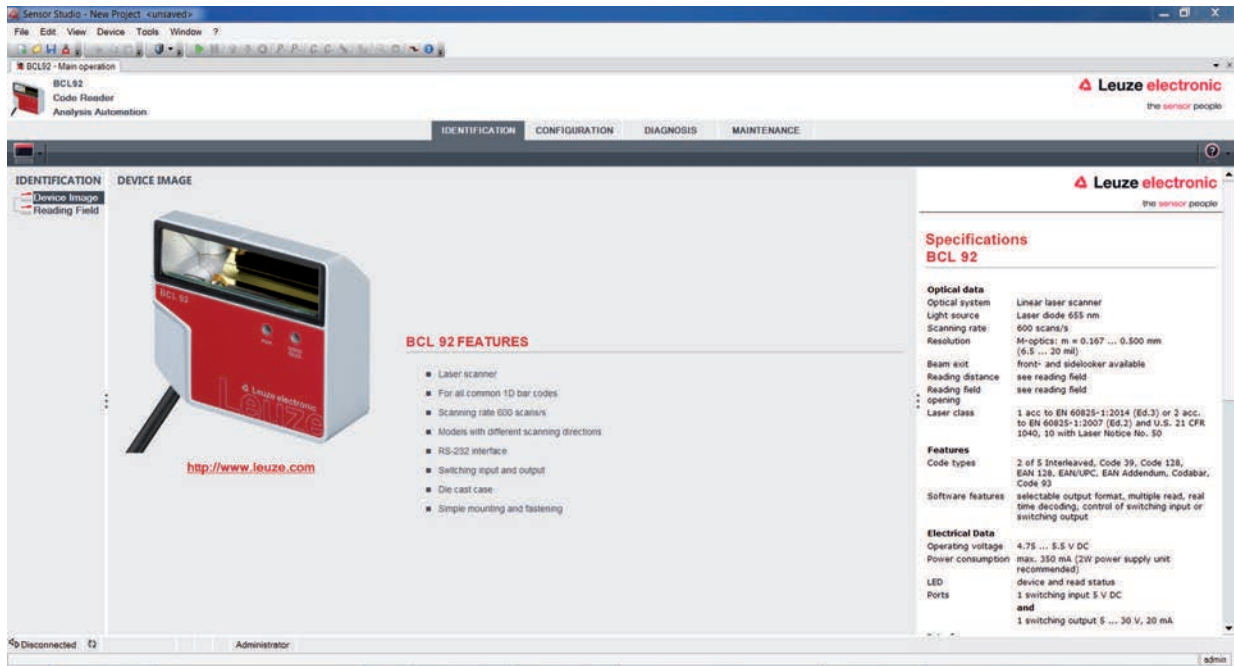 Sensor Studio - New Project <unsaved>
File Edit View Device Tools Window ?
BCL92 - Main operation
BCL92
Code Reader
Analysis Automation
Leuze electronic
the sensor people
IDENTIFICATION CONFIGURATION DIAGNOSIS MAINTENANCE
IDENTIFICATION
Device Image
Reading Field
DEVICE IMAGE
BCL 92
Leuze electronic
Leuze
http://www.leuze.com
BCL 92 FEATURES
Laser scanner
For all common 1D bar codes
Scanning rate 600 scans/s
Models with different scanning directions
RS-232 interface
Switching input and output
Die cast case
Simple mounting and fastening
Leuze electronic
the sensor people
Specifications
BCL 92
Optical data
Optical system Linear laser scanner
Light source Laser diode 655 nm
Scanning rate 600 scans/s
Resolution M-optics: m = 0.167 ... 0.500 mm
(6.5 ... 20 mil)
Beam exit front- and sidelooker available
Reading distance see reading field
Reading field see reading field
opening
Laser class 1 acc to EN 60825-1:2014 (Ed.3) or 2 acc.
to EN 60825-1:2007 (Ed.2) and U.S. 21 CFR
1040, 10 with Laser Notice No. 50
Features
Code types 2 of 5 Interleaved, Code 39, Code 128,
EAN 128, EAN/UPC, EAN Addendum, Codabar,
Code 93
Software features selectable output format, multiple read, real
time decoding, control of switching input or
switching output
Electrical Data
Operating voltage 4.75 ... 5.5 V DC
Power consumption max. 350 mA (2W power supply unit
recommended)
LED device and read status
Ports 1 switching input 5 V DC
and
1 switching output 5 ... 30 V, 20 mA
Disconnected Administrator
admin